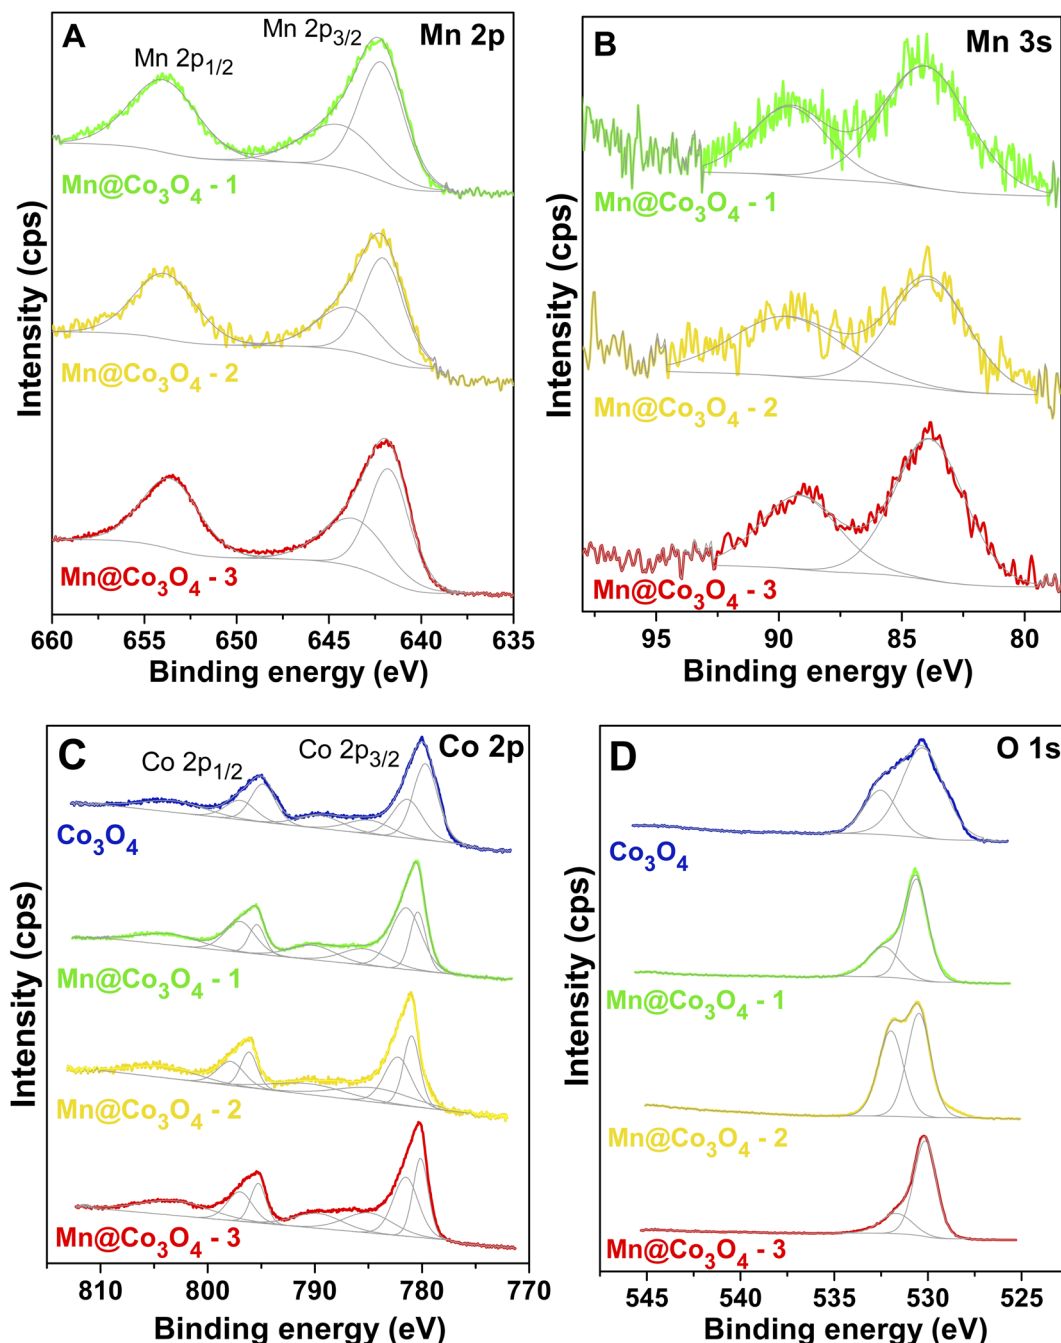 A
Mn 2p1/2
Mn 2p3/2
Mn 2p
Mn@Co3O4 - 1
Mn@Co3O4 - 2
Mn@Co3O4 - 3
Intensity (cps)
660 655 650 645 640 635
Binding energy (eV)
B
Mn 3s
Mn@Co3O4 - 1
Mn@Co3O4 - 2
Mn@Co3O4 - 3
Intensity (cps)
95 90 85 80
Binding energy (eV)
C
Co 2p1/2
Co 2p3/2
Co 2p
Co3O4
Mn@Co3O4 - 1
Mn@Co3O4 - 2
Mn@Co3O4 - 3
Intensity (cps)
810 800 790 780 770
Binding energy (eV)
D
O 1s
Co3O4
Mn@Co3O4 - 1
Mn@Co3O4 - 2
Mn@Co3O4 - 3
Intensity (cps)
545 540 535 530 525
Binding energy (eV)